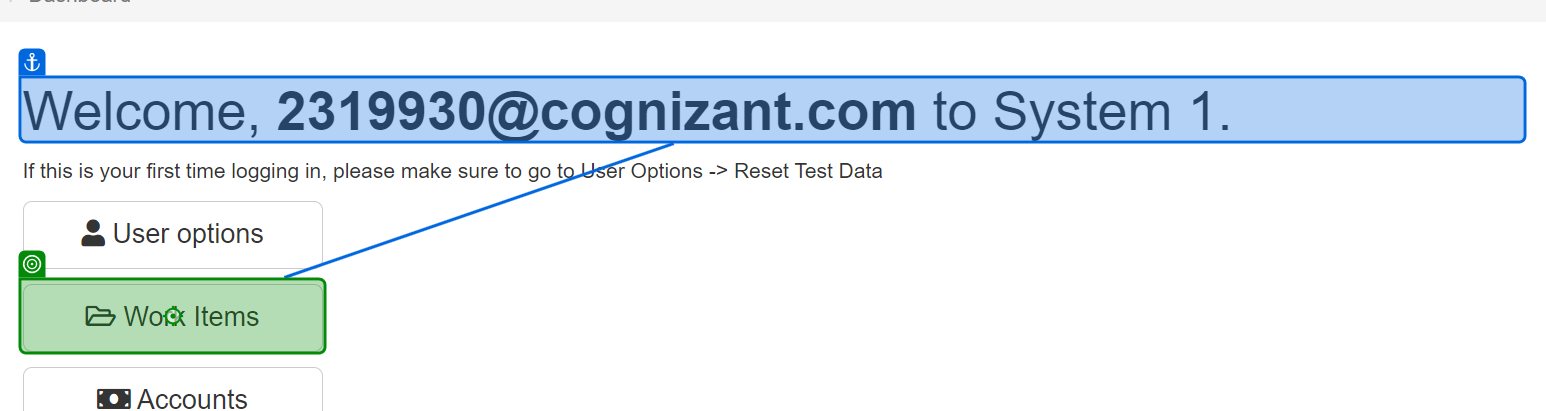 Dashboard
Welcome, 2319930@cognizant.com to System 1.
If this is your first time logging in, please make sure to go to User Options -> Reset Test Data
User options
Work Items
Accounts